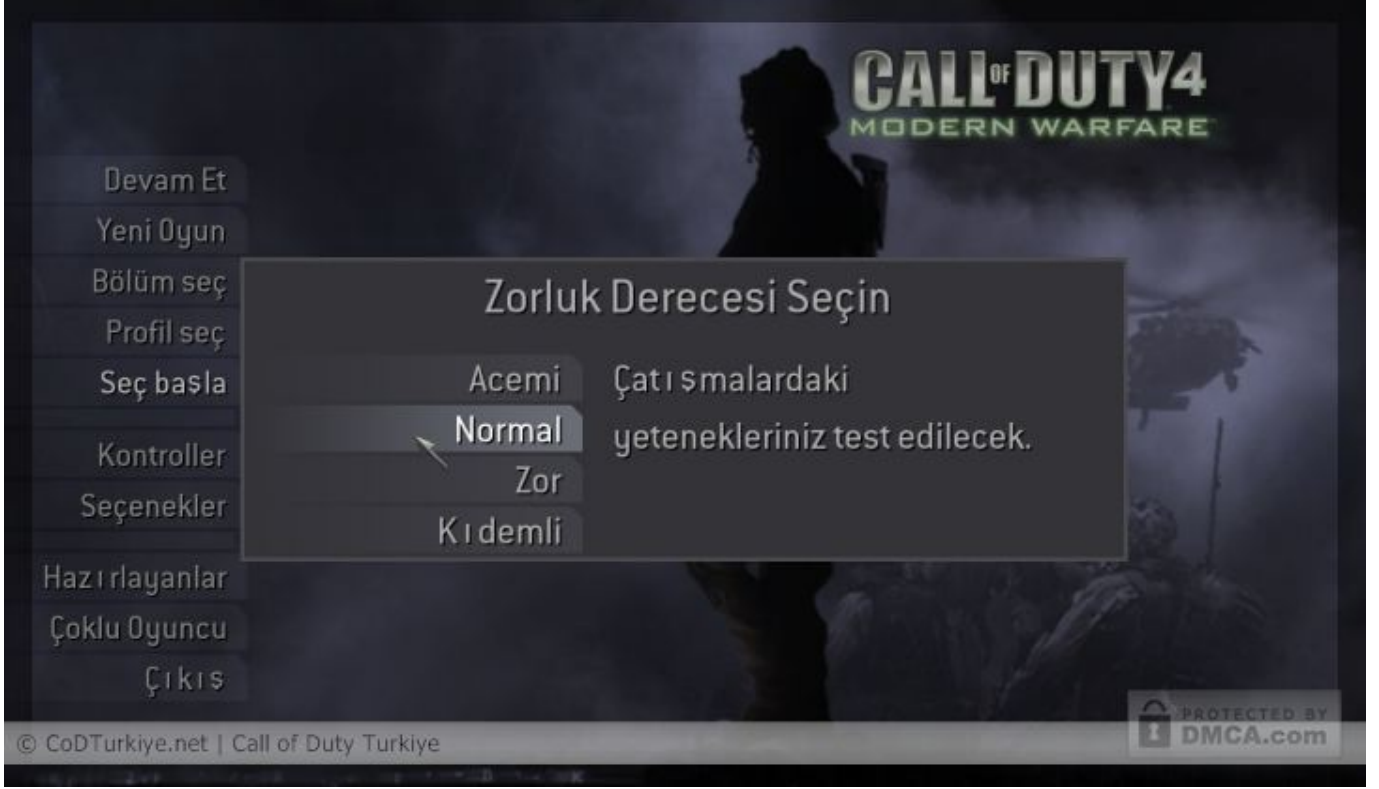 CALL OF DUTY 4
MODERN WARFARE
Devam Et
Yeni Oyun
Bölüm seç
Profil seç
Seç başla
Kontroller
Seçenekler
Hazırlayanlar
Çoklu Oyuncu
Çıkış
Zorluk Derecesi Seçin
Acemi
Normal
Zor
Kıdemli
Çatışmalardaki
yetenekleriniz test edilecek.
© CoDTurkiye.net | Call of Duty Turkiye
PROTECTED BY
DMCA.com